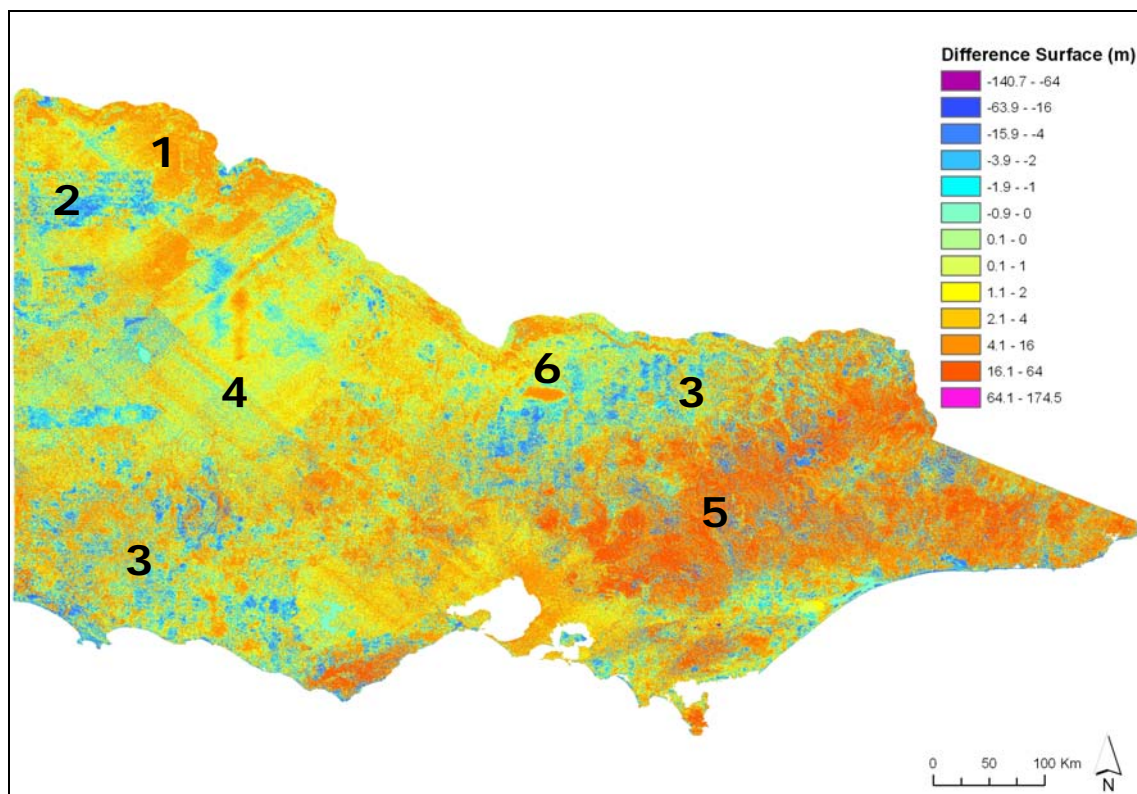 Difference Surface (m)
-140.7 - -64
-63.9 - -16
-15.9 - -4
-3.9 - -2
-1.9 - -1
-0.9 - 0
0.1 - 0
0.1 - 1
1.1 - 2
2.1 - 4
4.1 - 16
16.1 - 64
64.1 - 174.5
1
2
6
3
4
5
3
0 50 100 Km
N